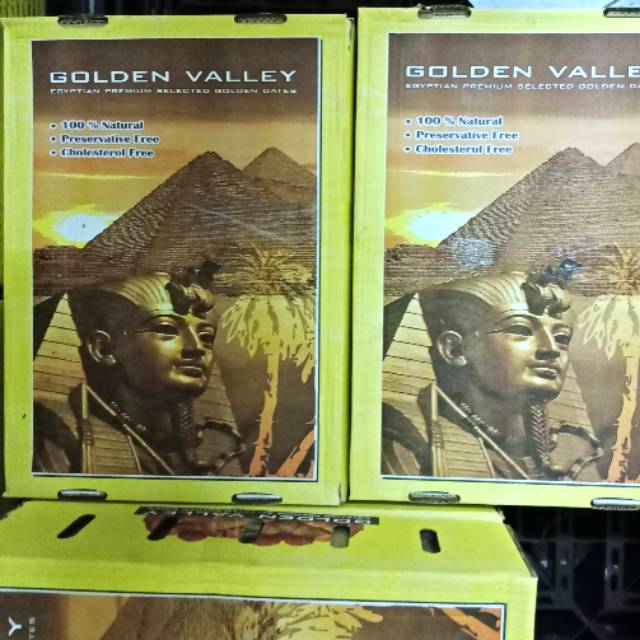 GOLDEN VALLEY
EGYPTIAN PREMIUM SELECTED GOLDEN DATES
• 100 % Natural
• Preservative Free
• Cholesterol Free
GOLDEN VALLE
EGYPTIAN PREMIUM SELECTED GOLDEN DA
• 100 % Natural
• Preservative Free
• Cholesterol Free
Y
TES